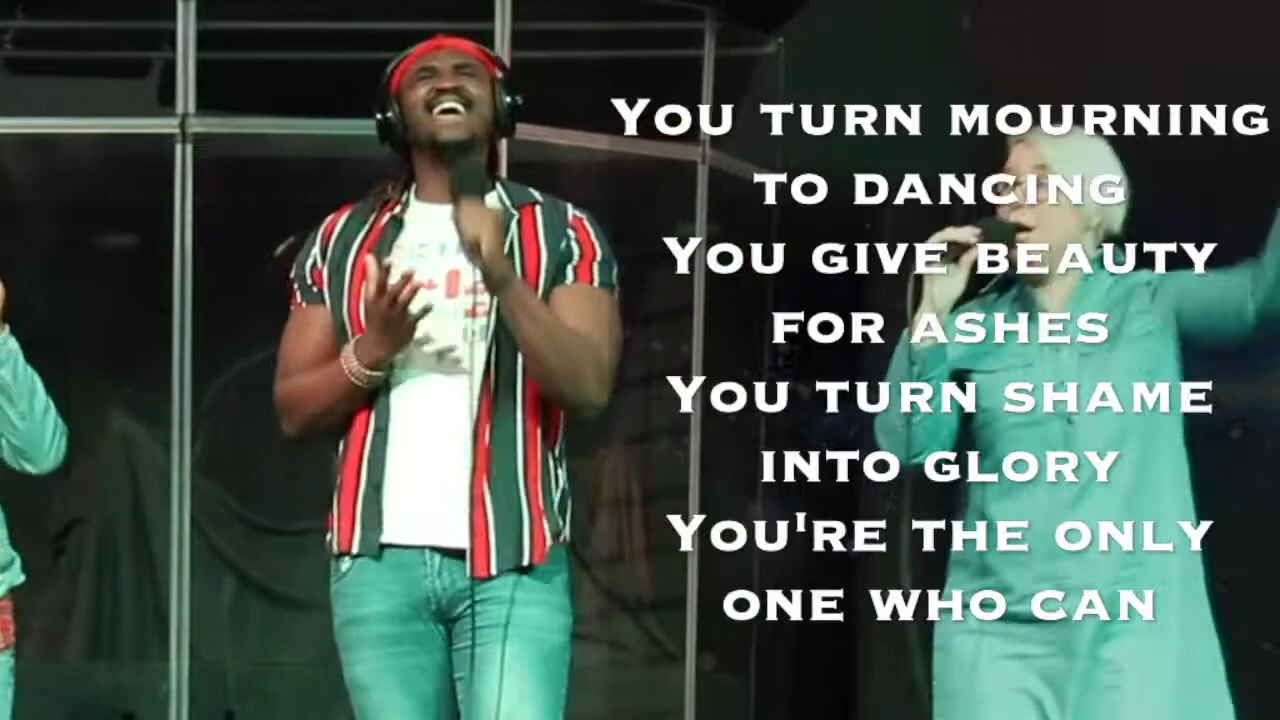 You turn mourning
to dancing
You give beauty
for ashes
You turn shame
into glory
You're the only
one who can